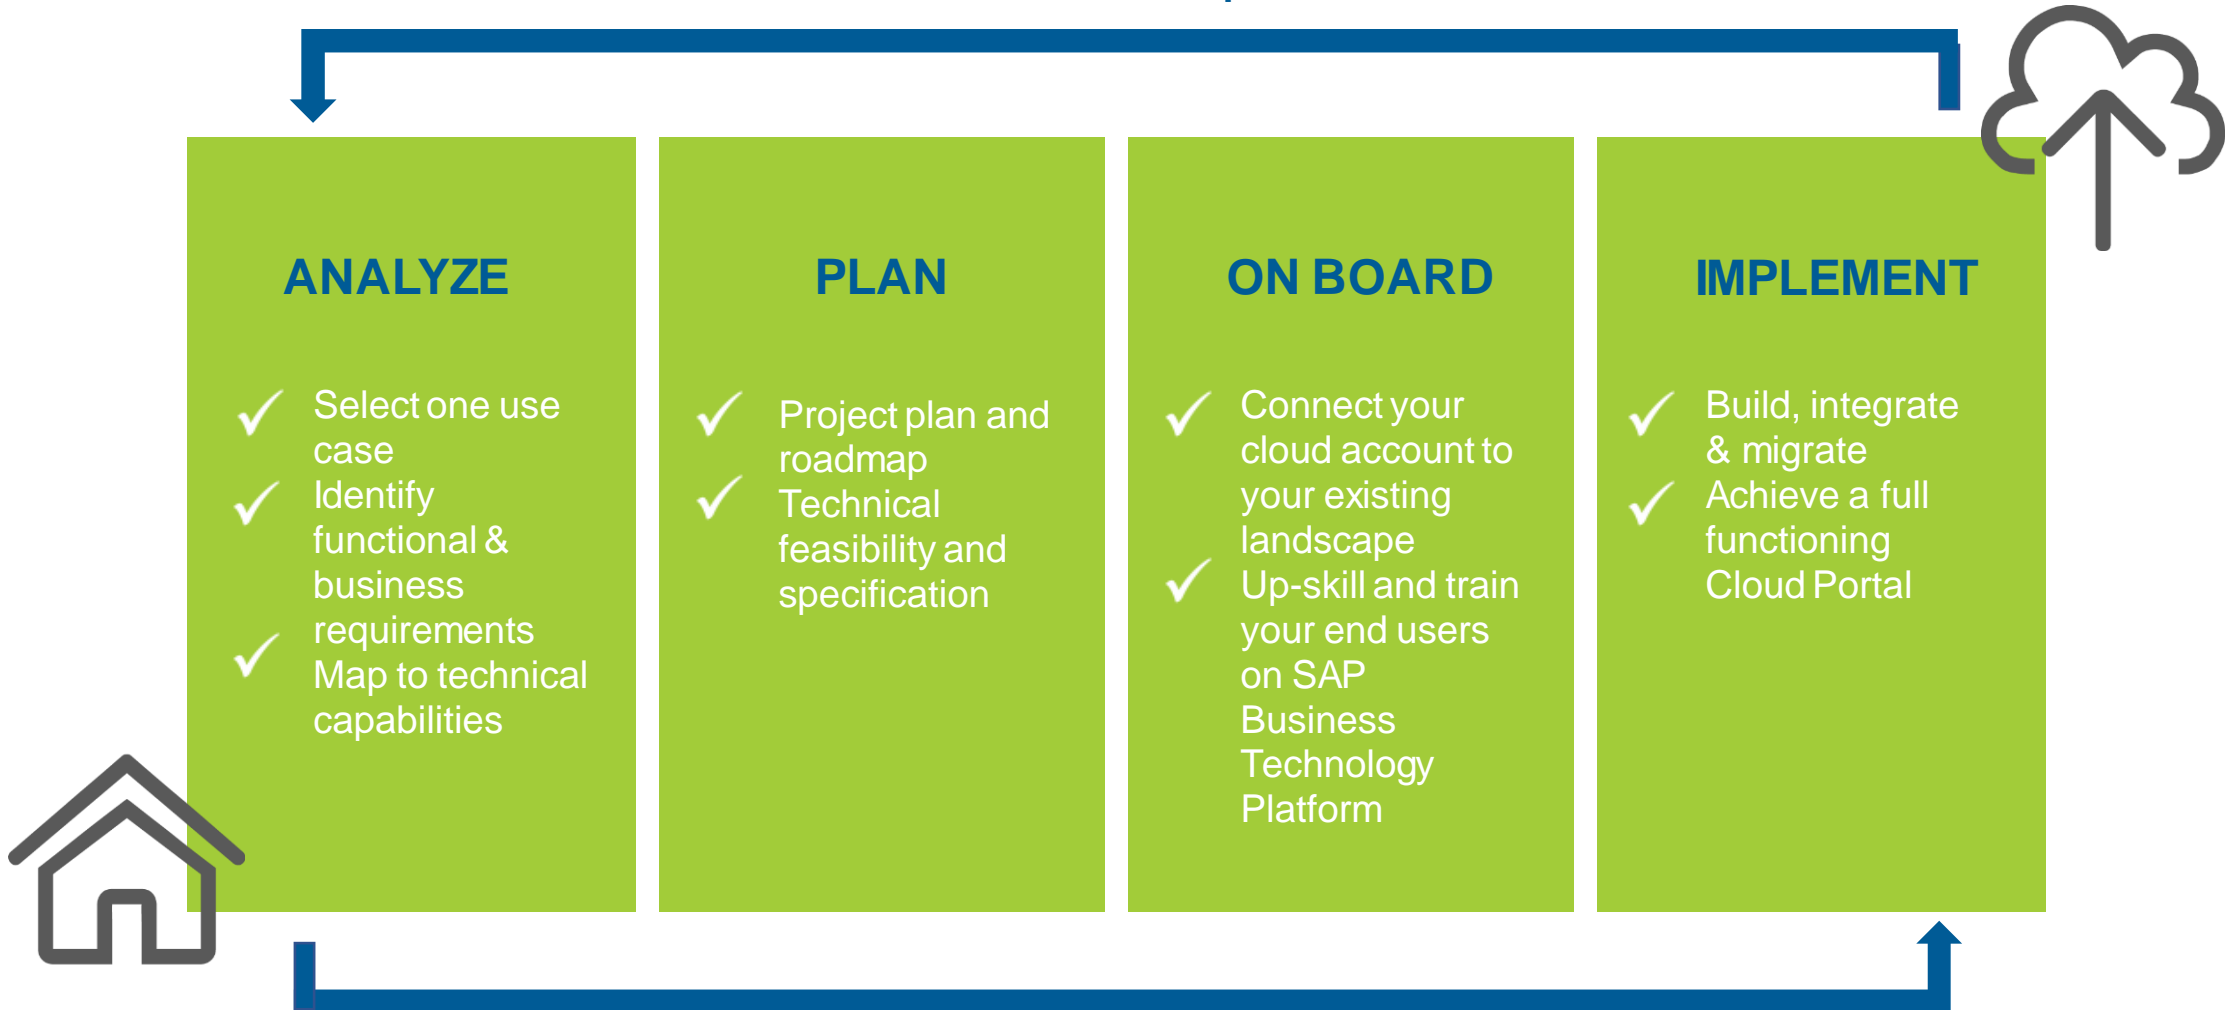 ANALYZE
Select one use
case
Identify
functional &
business
requirements
Map to technical
capabilities
PLAN
Project plan and
roadmap
Technical
feasibility and
specification
ON BOARD
Connect your
cloud account to
your existing
landscape
Up-skill and train
your end users
on SAP
Business
Technology
Platform
IMPLEMENT
Build, integrate
& migrate
Achieve a full
functioning
Cloud Portal